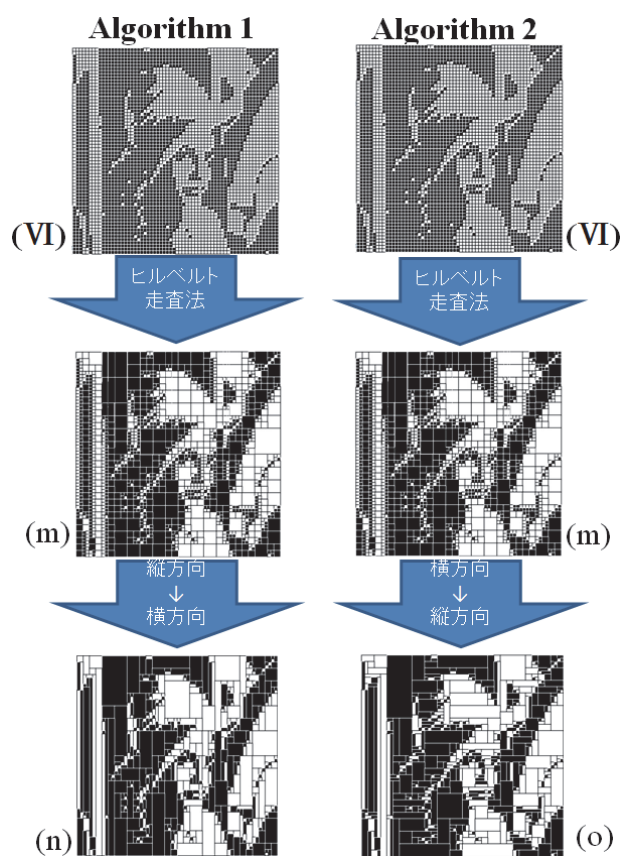 Algorithm 1
Algorithm 2
(VI)
(VI)
ヒルベルト
走査法
ヒルベルト
走査法
(m)
(m)
縦方向
↓
横方向
横方向
↓
縦方向
(n)
(o)